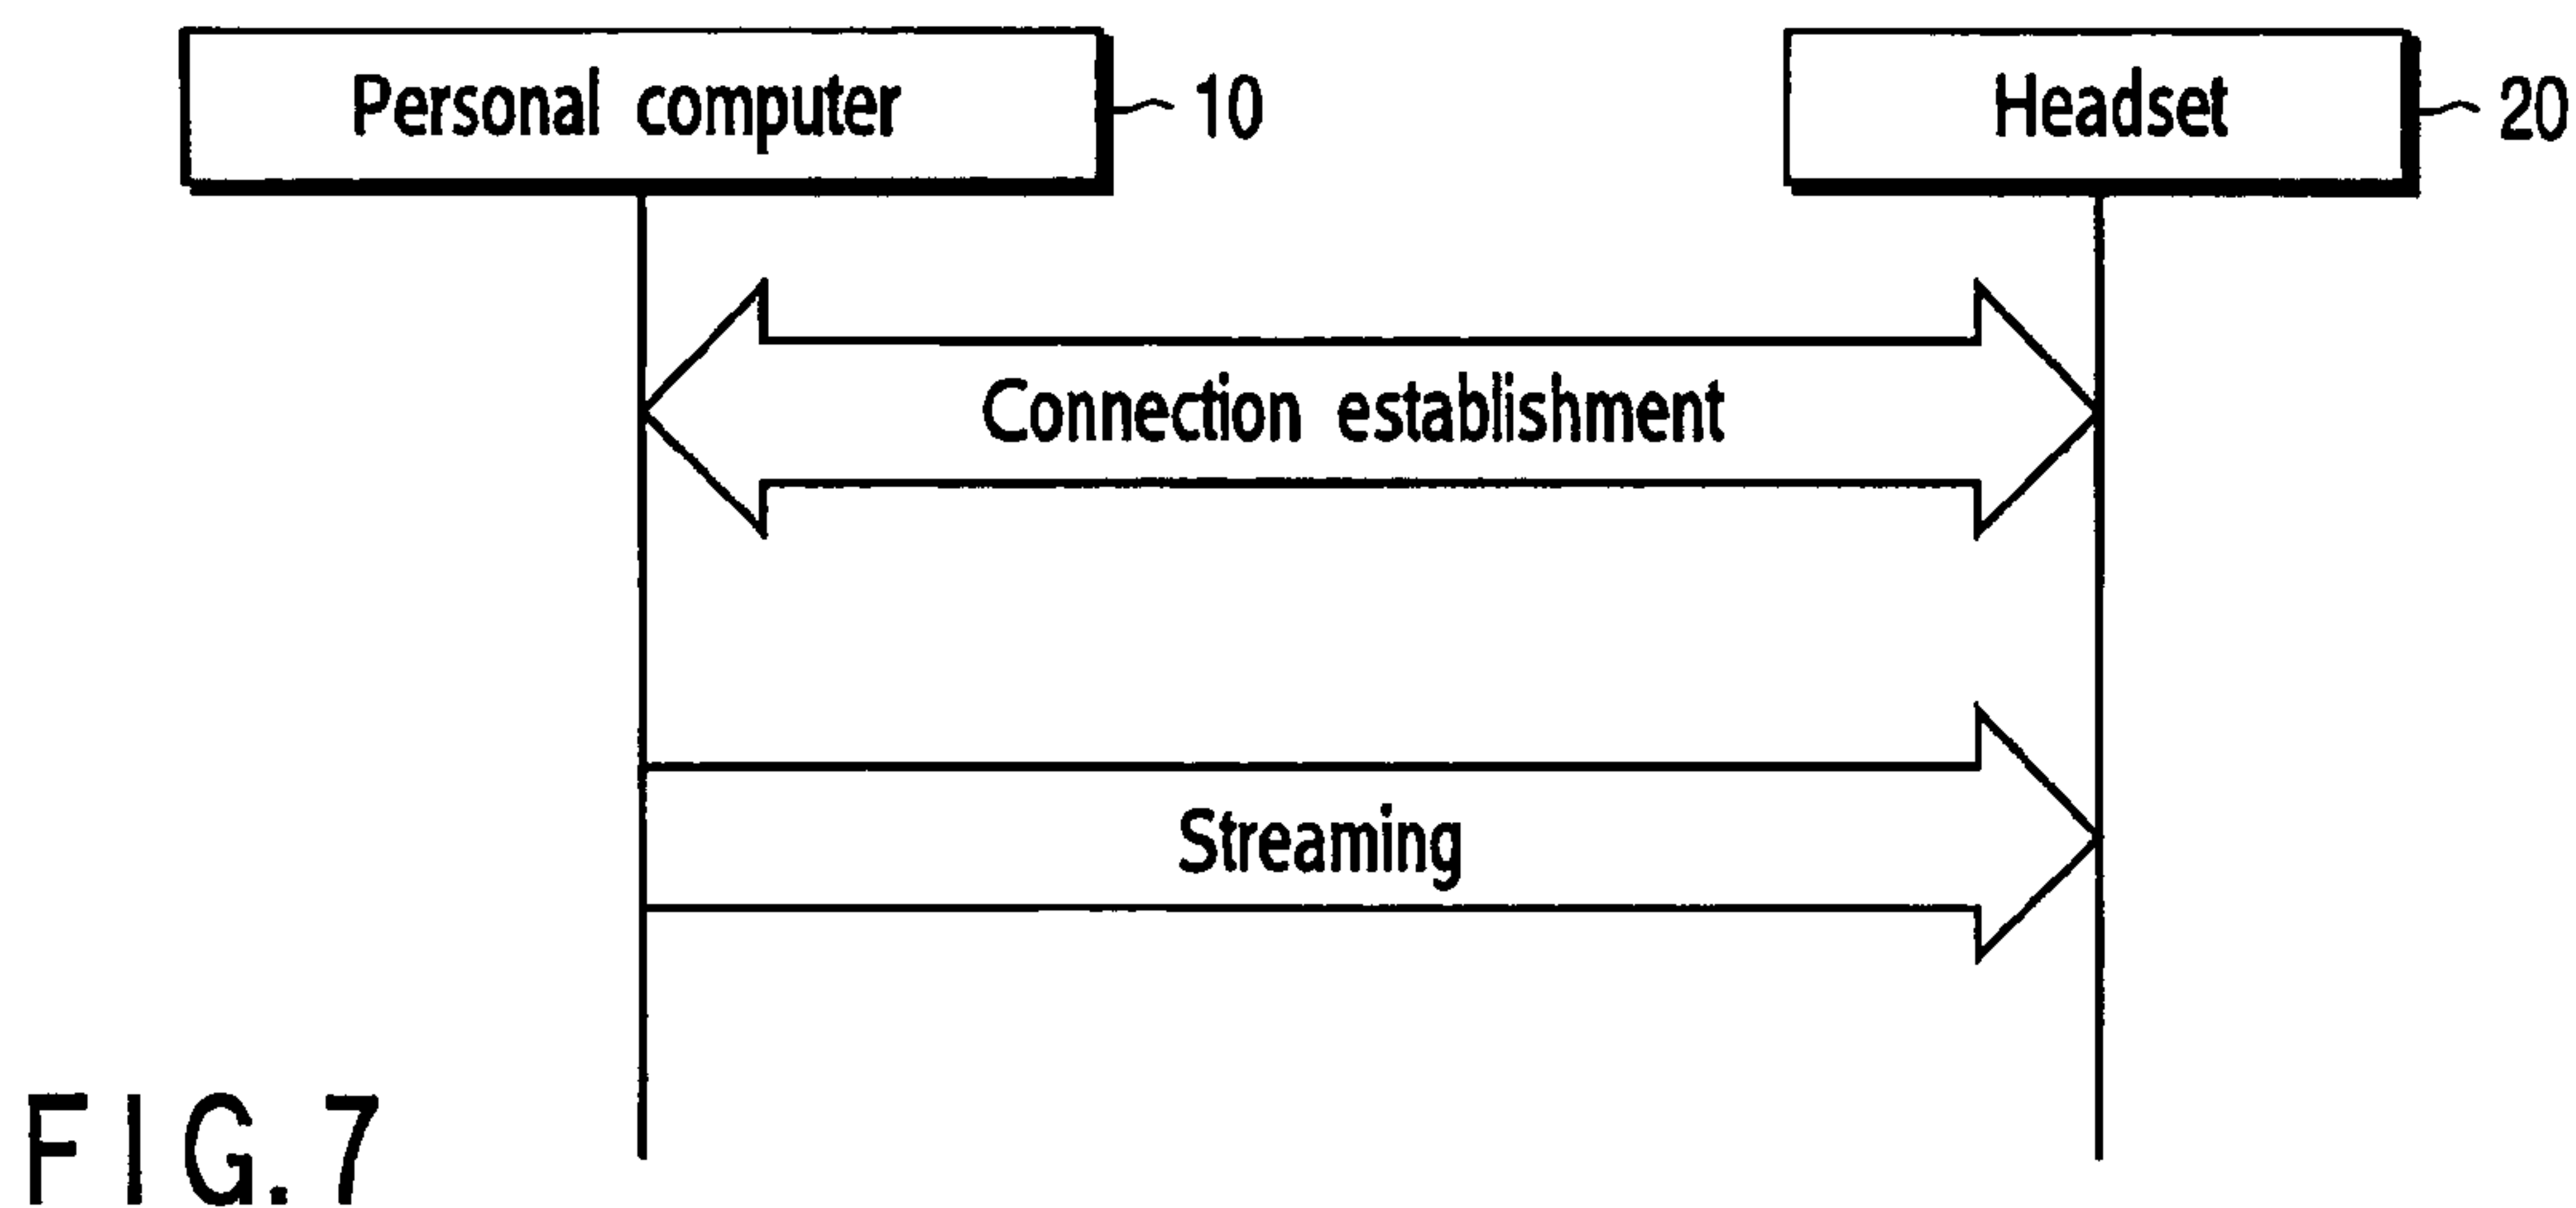 Personal computer 10 Headset 20
Connection establishment
Streaming
FIG. 7